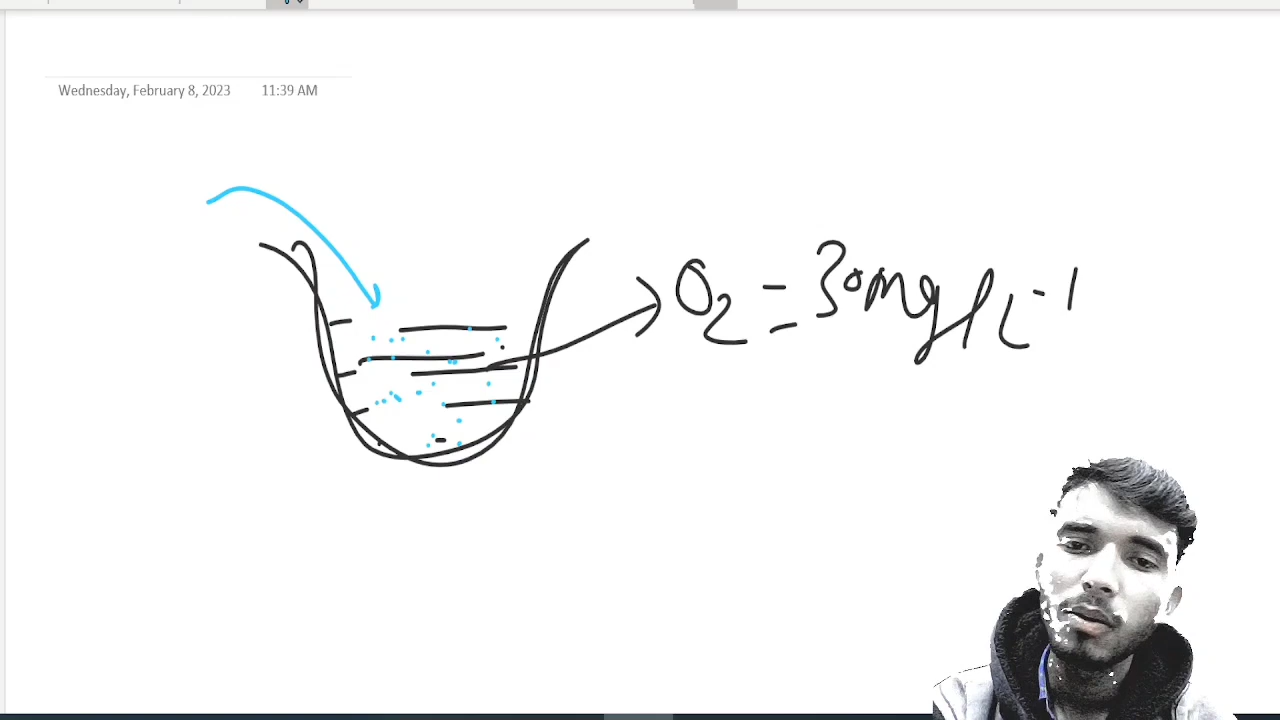 Wednesday, February 8, 2023 11:39 AM
O₂ = 30mg/L⁻¹